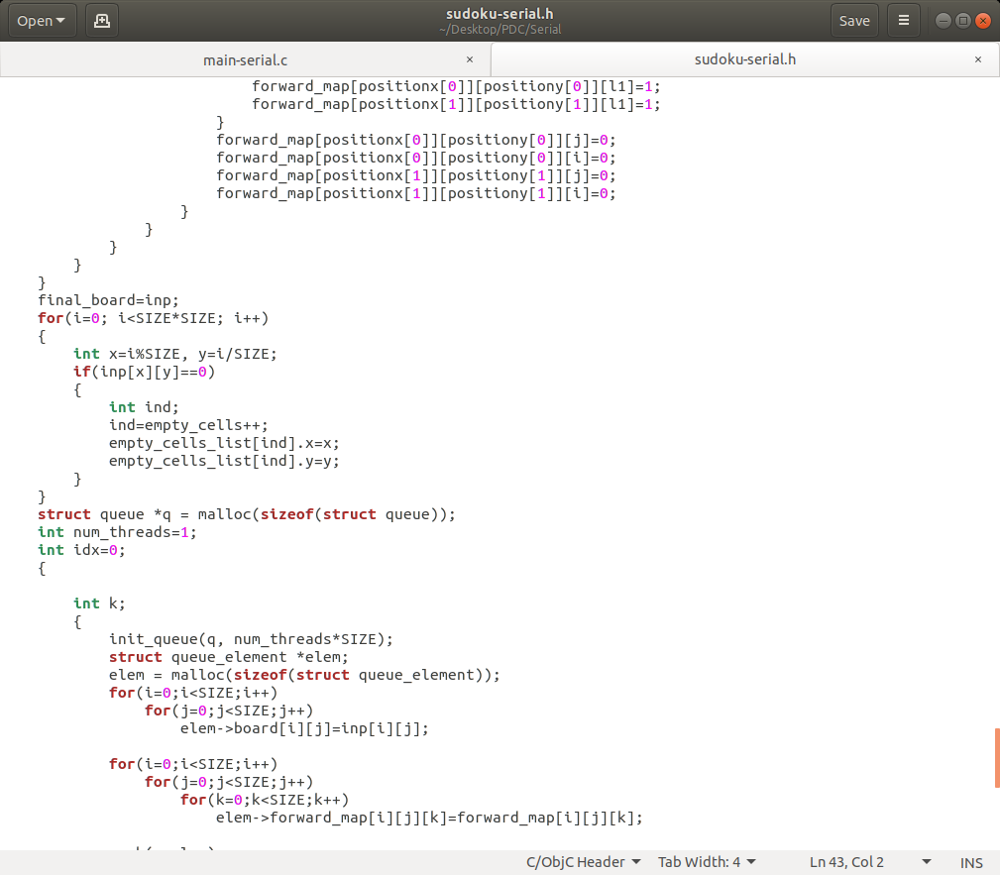 Open
sudoku-serial.h
~/Desktop/PDC/Serial
Save
main-serial.c ×
sudoku-serial.h ×
forward_map[positionx[0]][positiony[0]][l1]=1;
forward_map[positionx[1]][positiony[1]][l1]=1;
}
forward_map[positionx[0]][positiony[0]][j]=0;
forward_map[positionx[0]][positiony[0]][i]=0;
forward_map[positionx[1]][positiony[1]][j]=0;
forward_map[positionx[1]][positiony[1]][i]=0;
}
}
}
}
}
final_board=inp;
for(i=0; i<SIZE*SIZE; i++)
{
int x=i%SIZE, y=i/SIZE;
if(inp[x][y]==0)
{
int ind;
ind=empty_cells++;
empty_cells_list[ind].x=x;
empty_cells_list[ind].y=y;
}
}
struct queue *q = malloc(sizeof(struct queue));
int num_threads=1;
int idx=0;
{
int k;
{
init_queue(q, num_threads*SIZE);
struct queue_element *elem;
elem = malloc(sizeof(struct queue_element));
for(i=0;i<SIZE;i++)
for(j=0;j<SIZE;j++)
elem->board[i][j]=inp[i][j];
for(i=0;i<SIZE;i++)
for(j=0;j<SIZE;j++)
for(k=0;k<SIZE;k++)
elem->forward_map[i][j][k]=forward_map[i][j][k];
C/ObjC Header Tab Width: 4 Ln 43, Col 2 INS